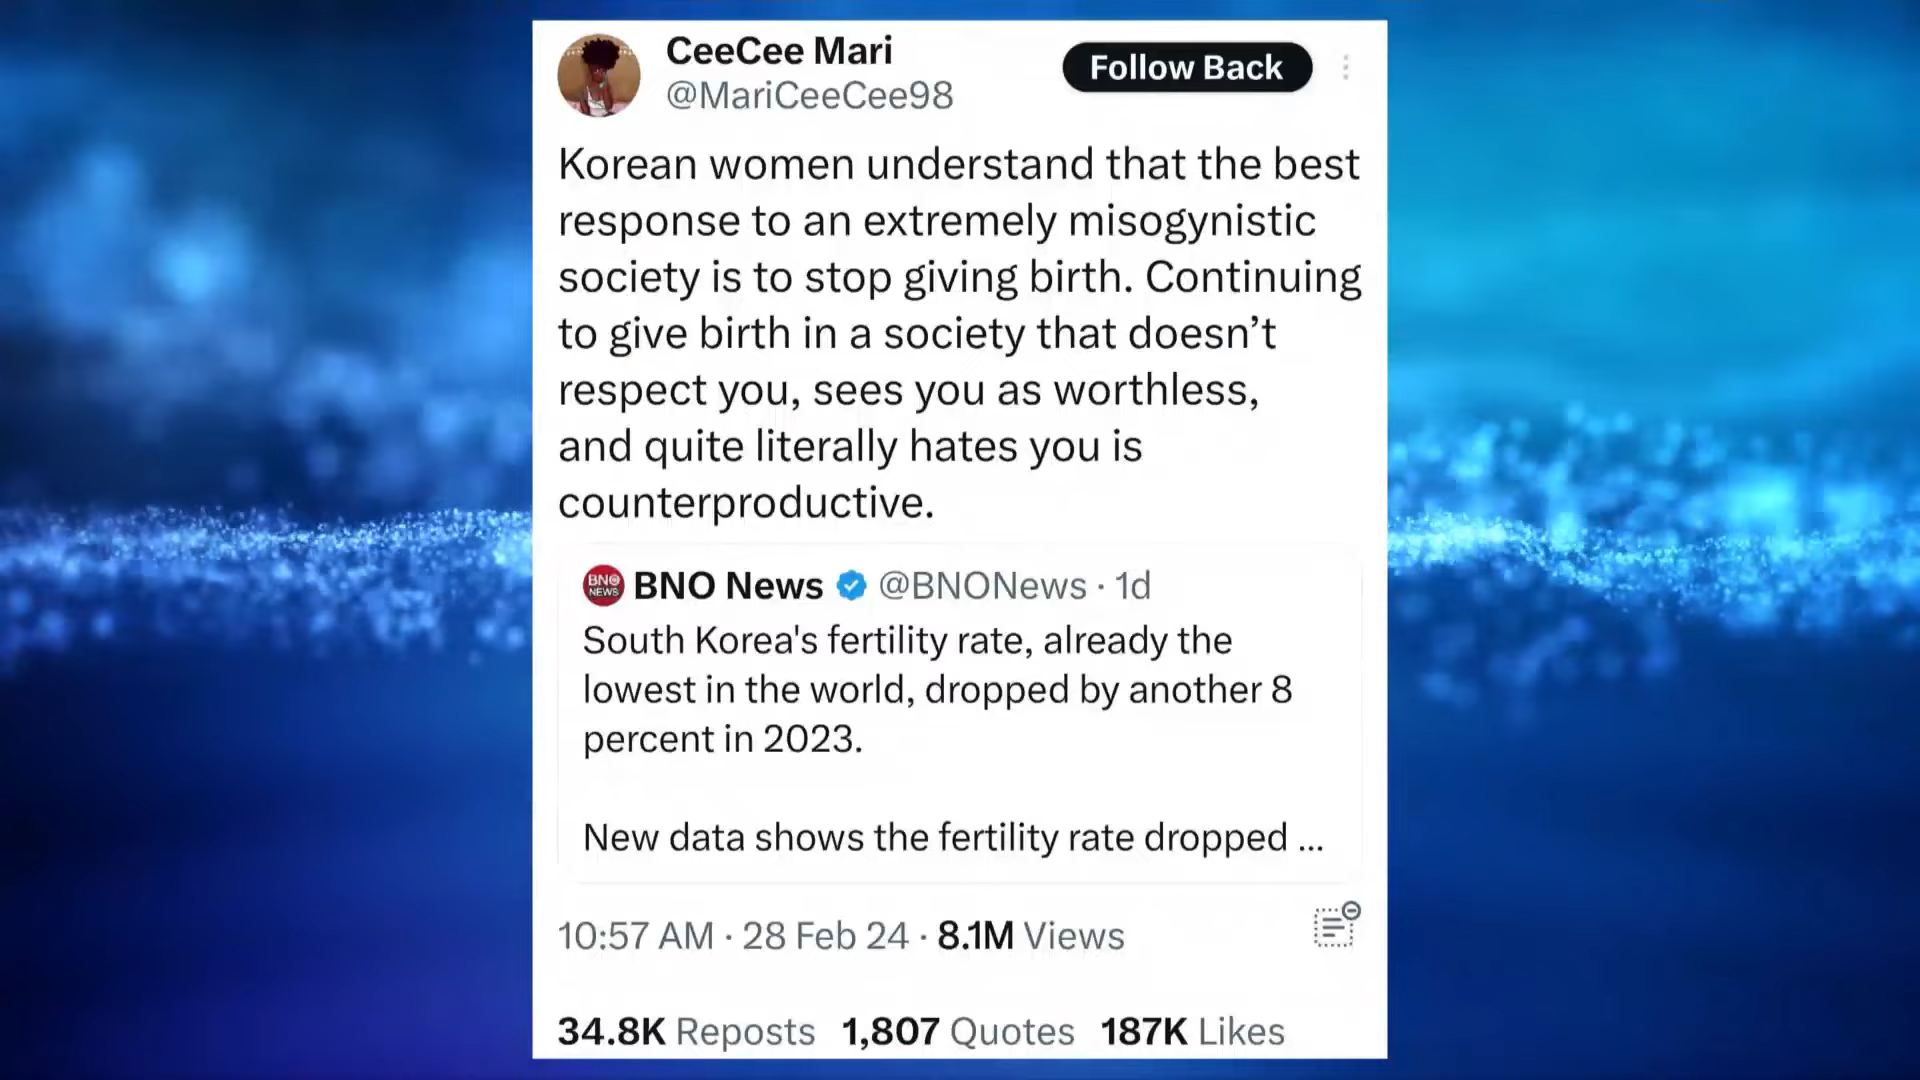 CeeCee Mari
@MariCeeCee98
Follow Back
Korean women understand that the best
response to an extremely misogynistic
society is to stop giving birth. Continuing
to give birth in a society that doesn’t
respect you, sees you as worthless,
and quite literally hates you is
counterproductive.
BNO NEWS
BNO News @BNONews · 1d
South Korea's fertility rate, already the
lowest in the world, dropped by another 8
percent in 2023.
New data shows the fertility rate dropped ...
10:57 AM · 28 Feb 24 · 8.1M Views
34.8K Reposts 1,807 Quotes 187K Likes